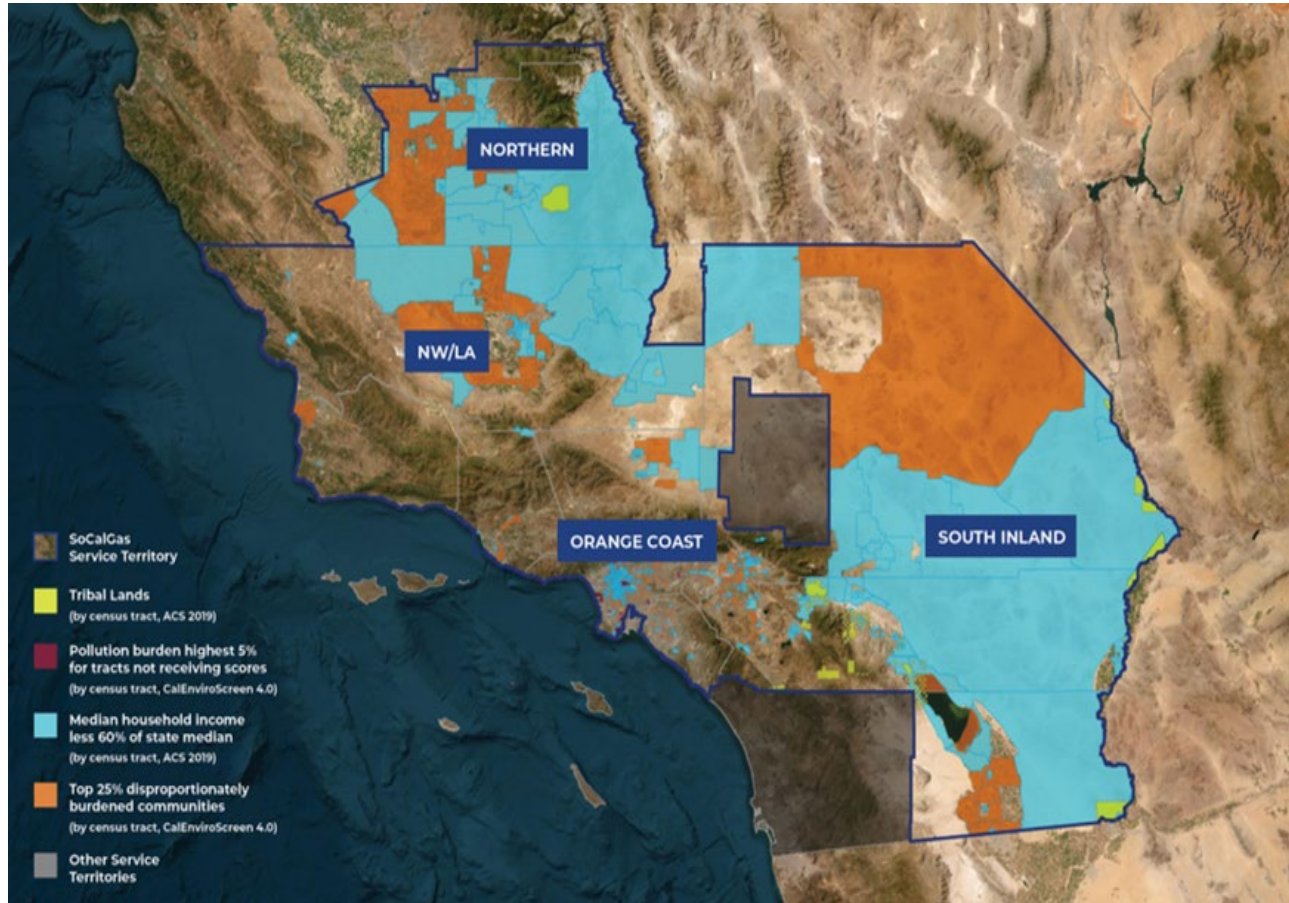 NORTHERN
NW/LA
ORANGE COAST
SOUTH INLAND
SoCalGas
Service Territory
Tribal Lands
(by census tract, ACS 2019)
Pollution burden highest 5%
for tracts not receiving scores
(by census tract, CalEnviroScreen 4.0)
Median household income
less 60% of state median
(by census tract, ACS 2019)
Top 25% disproportionately
burdened communities
(by census tract, CalEnviroScreen 4.0)
Other Service
Territories